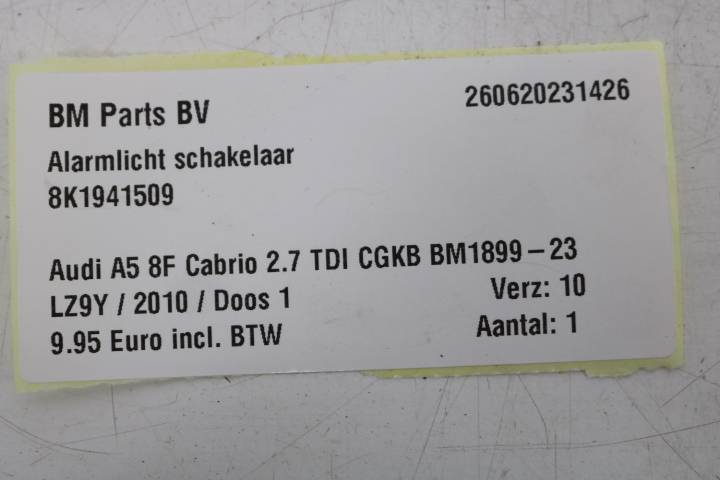 BM Parts BV 260620231426
Alarmlicht schakelaar
8K1941509
Audi A5 8F Cabrio 2.7 TDI CGKB BM1899-23
LZ9Y / 2010 / Doos 1 Verz: 10
9.95 Euro incl. BTW Aantal: 1